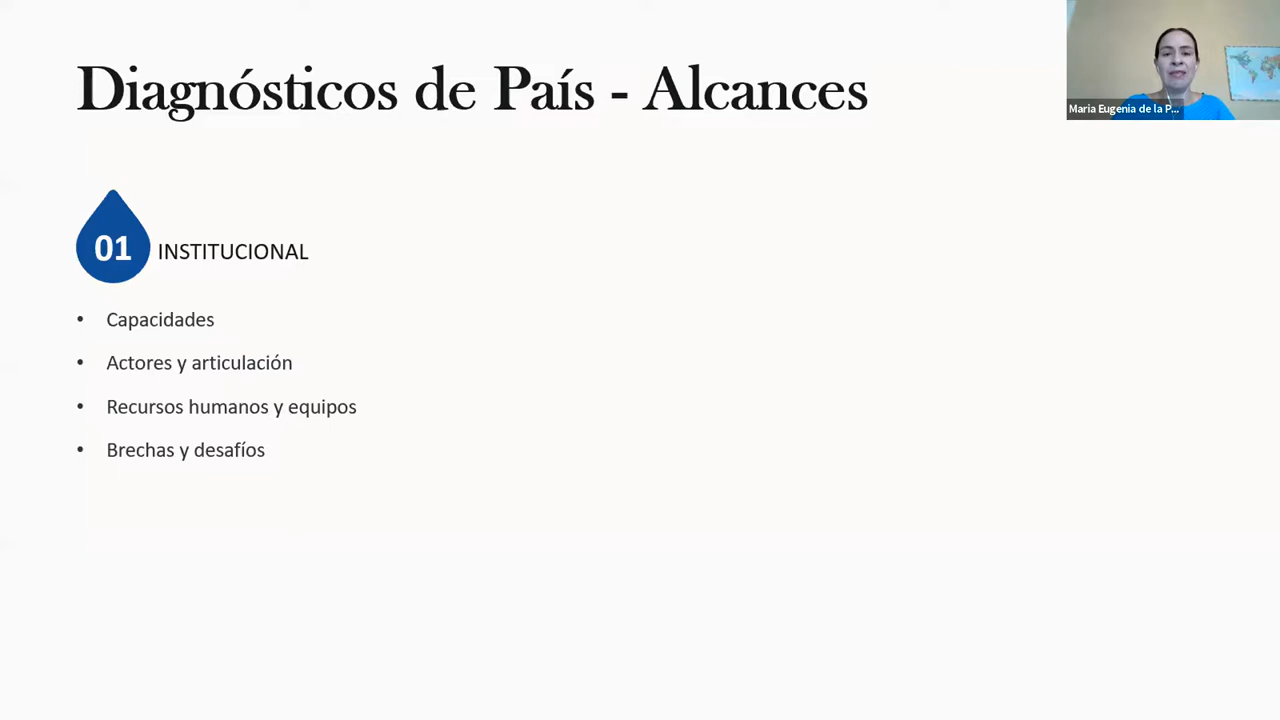 Diagnósticos de País - Alcances
Maria Eugenia de la P...
01 INSTITUCIONAL
• Capacidades
• Actores y articulación
• Recursos humanos y equipos
• Brechas y desafíos